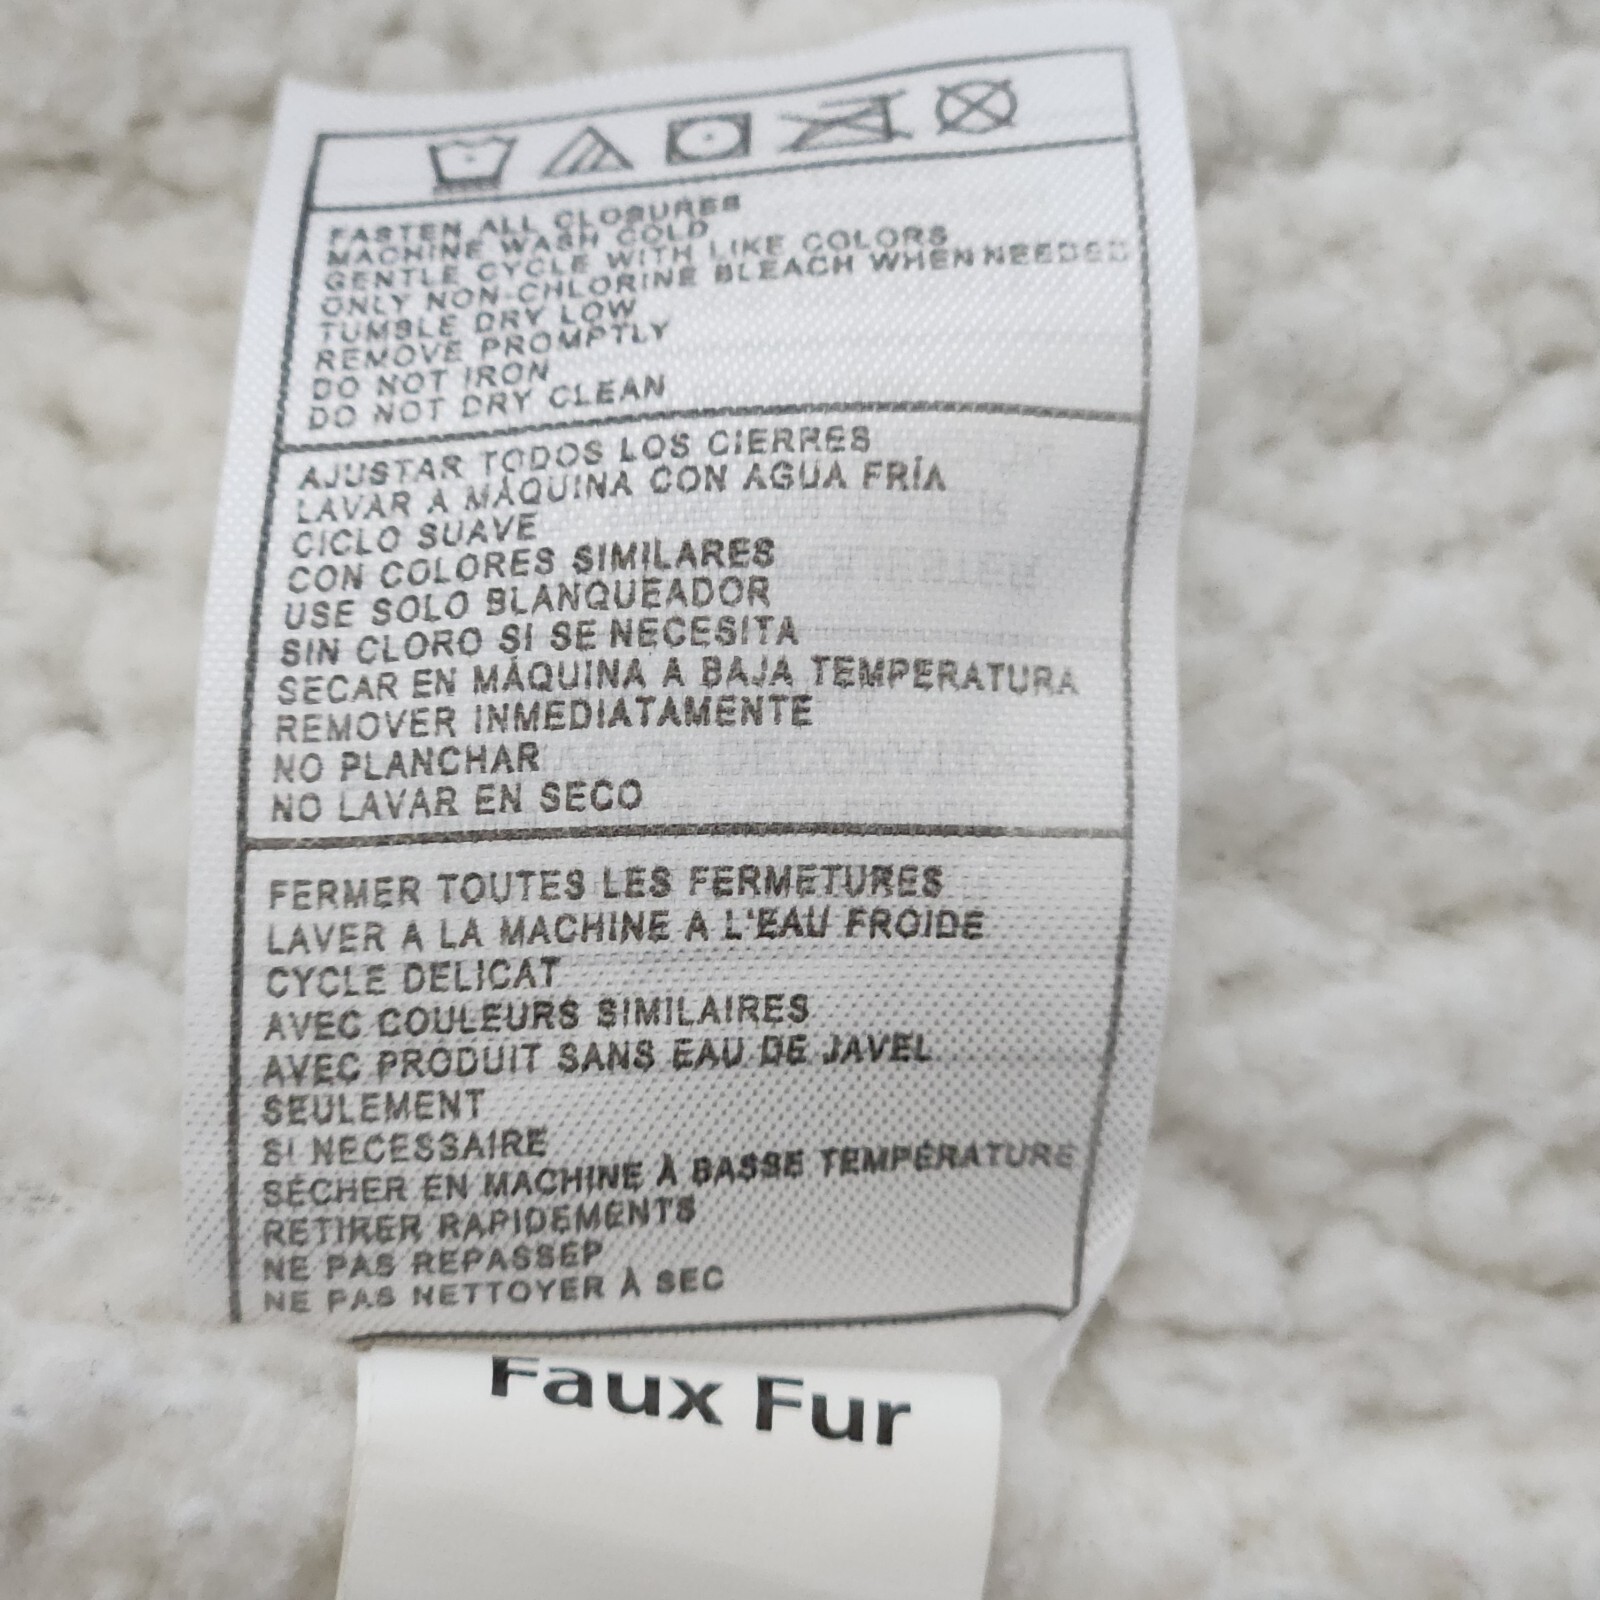 FASTEN ALL CLOSURES
MACHINE WASH COLD
GENTLE CYCLE WITH LIKE COLORS
ONLY NON-CHLORINE BLEACH WHEN NEEDED
TUMBLE DRY LOW
REMOVE PROMPTLY
DO NOT IRON
DO NOT DRY CLEAN
AJUSTAR TODOS LOS CIERRES
LAVAR A MÁQUINA CON AGUA FRÍA
CICLO SUAVE
CON COLORES SIMILARES
USE SOLO BLANQUEADOR
SIN CLORO SI SE NECESITA
SECAR EN MÁQUINA A BAJA TEMPERATURA
REMOVER INMEDIATAMENTE
NO PLANCHAR
NO LAVAR EN SECO
FERMER TOUTES LES FERMETURES
LAVER A LA MACHINE A L'EAU FROIDE
CYCLE DELICAT
AVEC COULEURS SIMILAIRES
AVEC PRODUIT SANS EAU DE JAVEL
SEULEMENT
SI NECESSAIRE
SÉCHER EN MACHINE À BASSE TEMPÉRATURE
RETIRER RAPIDEMENTS
NE PAS REPASSER
NE PAS NETTOYER À SEC
Faux Fur